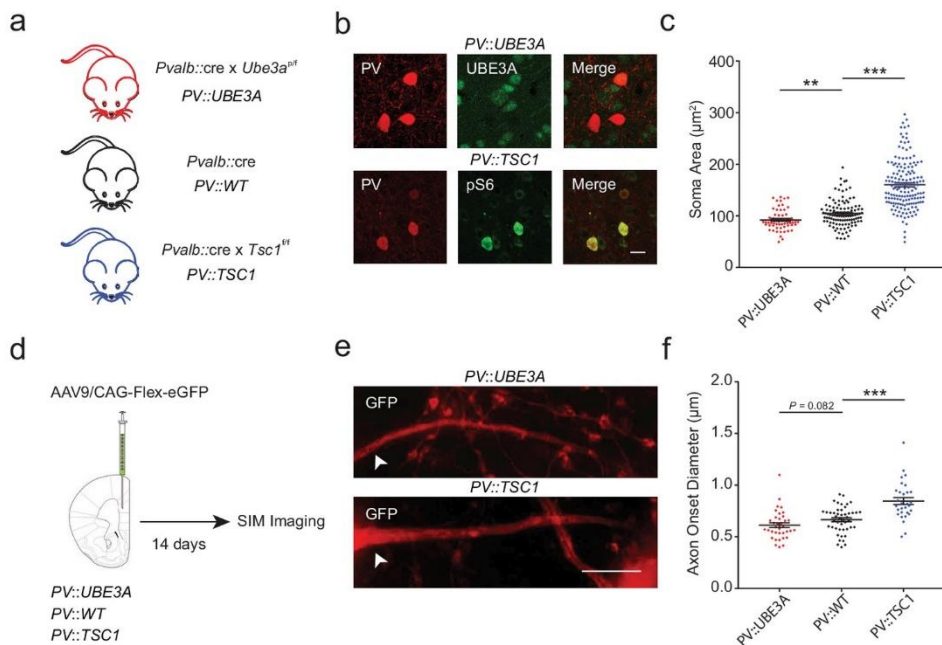 a
Pvalb::cre x Ube3a^p/f
PV::UBE3A
Pvalb::cre
PV::WT
Pvalb::cre x Tsc1^f/f
PV::TSC1
b
PV::UBE3A
PV UBE3A Merge
PV::TSC1
PV pS6 Merge
c
Soma Area (µm²)
400
300
200
100
0
** ***
PV::UBE3A PV::WT PV::TSC1
d
AAV9/CAG-Flex-eGFP
SIM Imaging
14 days
PV::UBE3A
PV::WT
PV::TSC1
e
PV::UBE3A
GFP
PV::TSC1
GFP
f
Axon Onset Diameter (µm)
2.0
1.5
1.0
0.5
0.0
P = 0.082 ***
PV::UBE3A PV::WT PV::TSC1